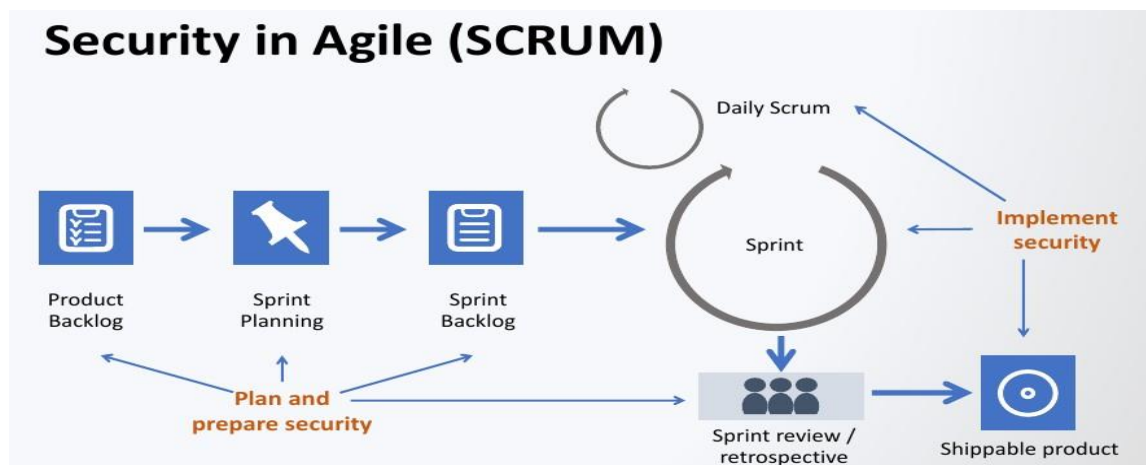 Security in Agile (SCRUM)
Daily Scrum
Implement
security
Sprint
Product
Backlog
Sprint
Planning
Sprint
Backlog
Plan and
prepare security
Sprint review /
retrospective
Shippable product